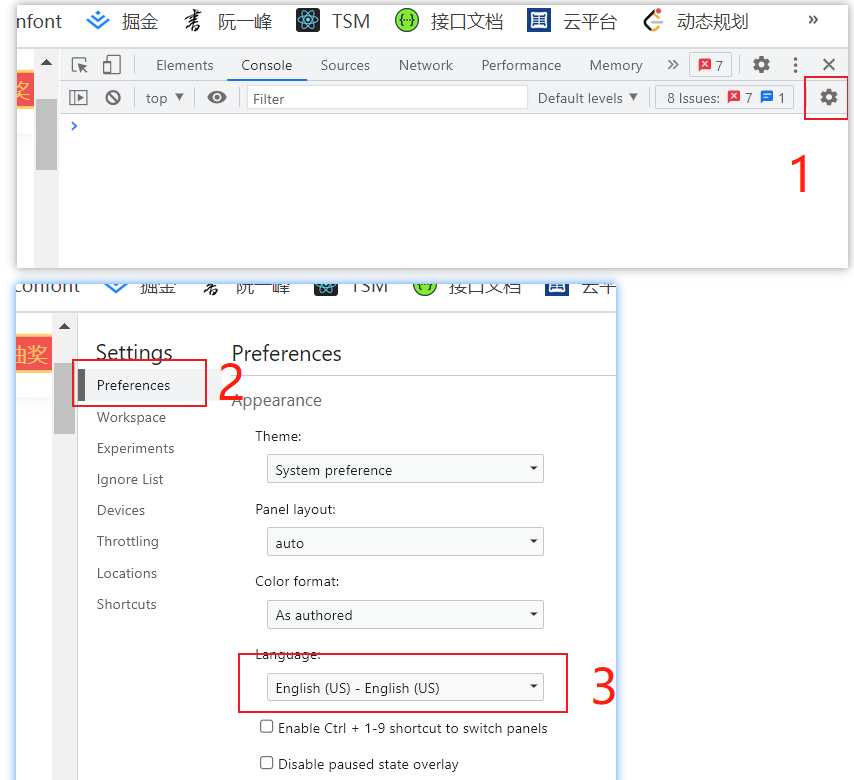 nfont 掘金 阮一峰 TSM 接口文档 云平台 动态规划 »
奖 Elements Console Sources Network Performance Memory » 7
top Filter Default levels 8 Issues: 7 1
1
confont 掘金 阮一峰 TSM 接口文档 云平
抽奖
Settings
Preferences
2
Workspace
Experiments
Ignore List
Devices
Throttling
Locations
Shortcuts
Preferences
Appearance
Theme:
System preference
Panel layout:
auto
Color format:
As authored
Language:
English (US) - English (US)
3
Enable Ctrl + 1-9 shortcut to switch panels
Disable paused state overlay